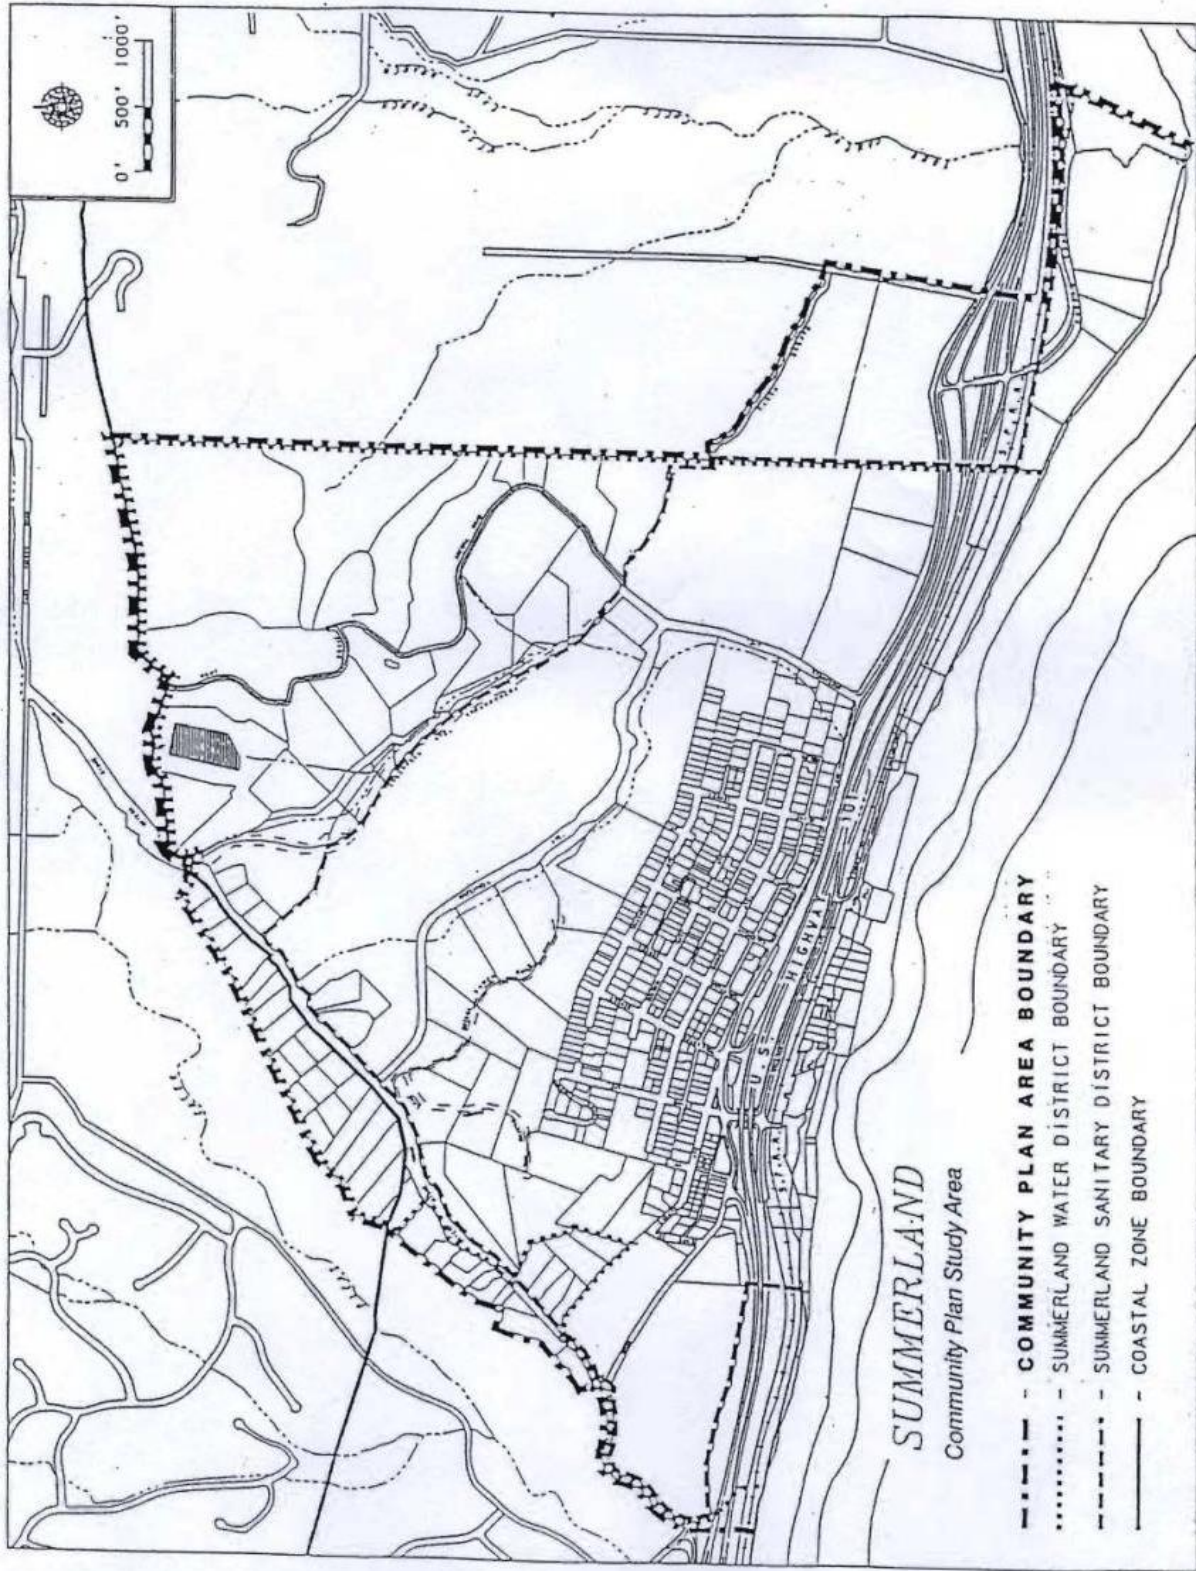 0' 500' 1000'
S.P.R.R.
U.S. HIGHWAY 101
SUMMERLAND
Community Plan Study Area
- COMMUNITY PLAN AREA BOUNDARY
- SUMMERLAND WATER DISTRICT BOUNDARY
- SUMMERLAND SANITARY DISTRICT BOUNDARY
- COASTAL ZONE BOUNDARY